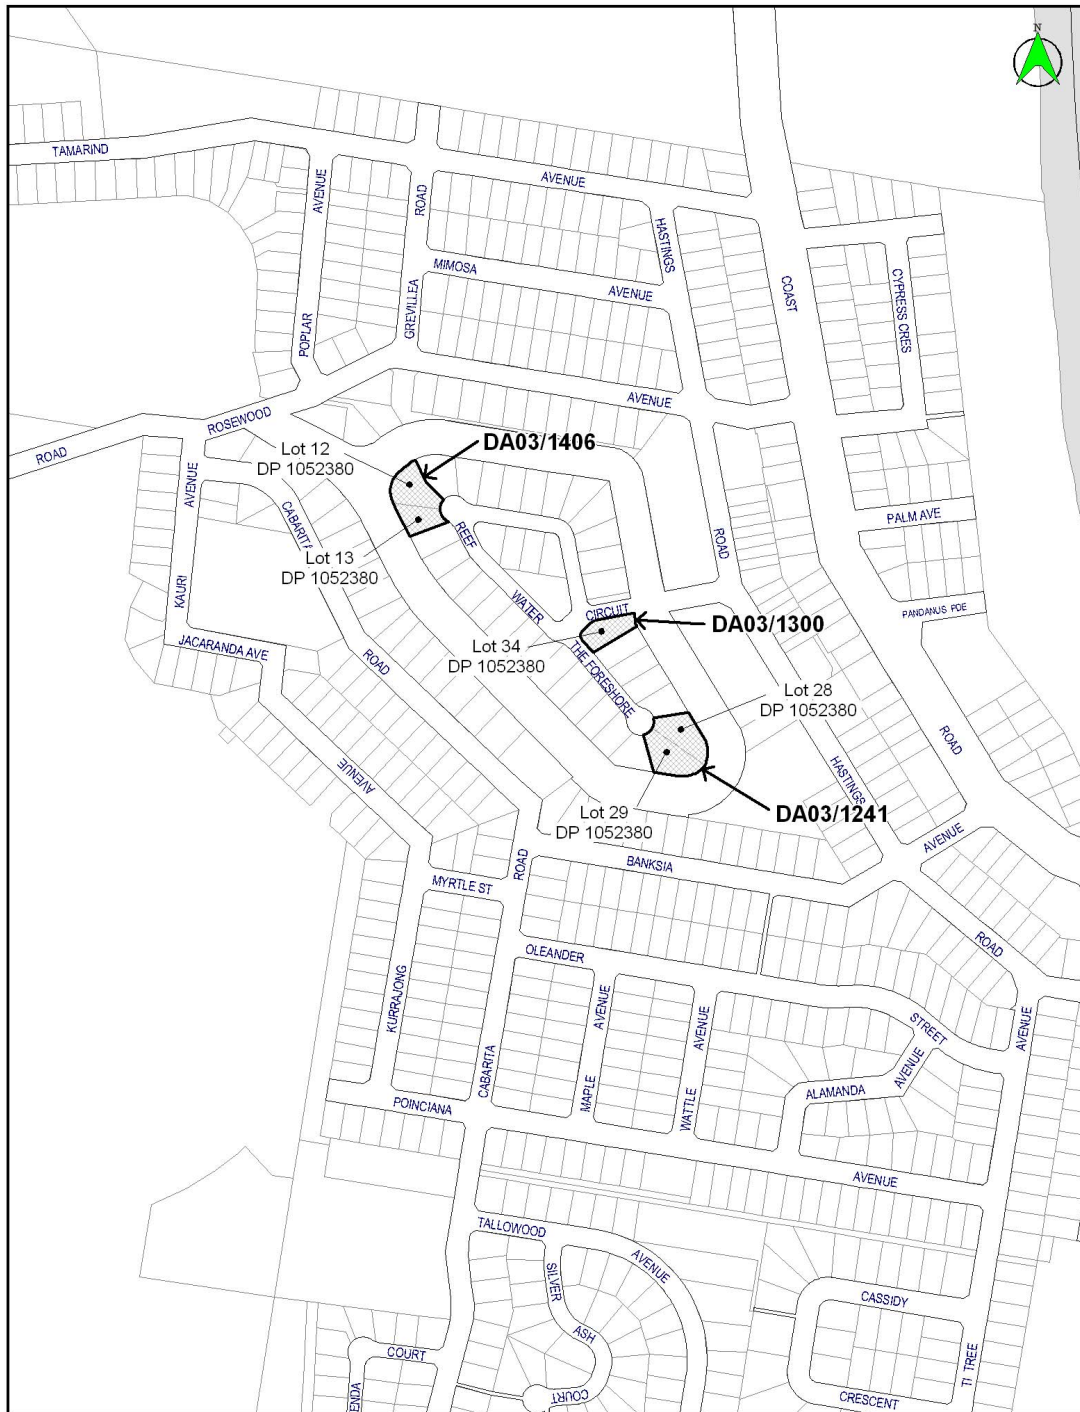 N
TAMARIND
AVENUE
AVENUE
ROAD
HASTINGS
MIMOSA
AVENUE
COAST
CYPRESS CRES
GREVILLEA
POPLAR
AVENUE
ROSEWOOD
ROAD
Lot 12
DP 1052380
DA03/1406
AVENUE
CABARITA
REEF
PALM AVE
ROAD
Lot 13
DP 1052380
KAURI
WATER
CIRCUIT
PANDANUS PDE
DA03/1300
JACARANDA AVE
ROAD
Lot 34
DP 1052380
THE FORESHORE
Lot 28
DP 1052380
ROAD
AVENUE
HASTINGS
Lot 29
DP 1052380
DA03/1241
AVENUE
ROAD
BANKSIA
MYRTLE ST
OLEANDER
ROAD
KURRAJONG
AVENUE
AVENUE
STREET
AVENUE
AVENUE
CABARITA
MAPLE
WATTLE
ALAMANDA
POINCIANA
AVENUE
TALLOWOOD
AVENUE
SILVER
CASSIDY
ASH
COURT
TI TREE
ENDA
COURT
CRESCENT